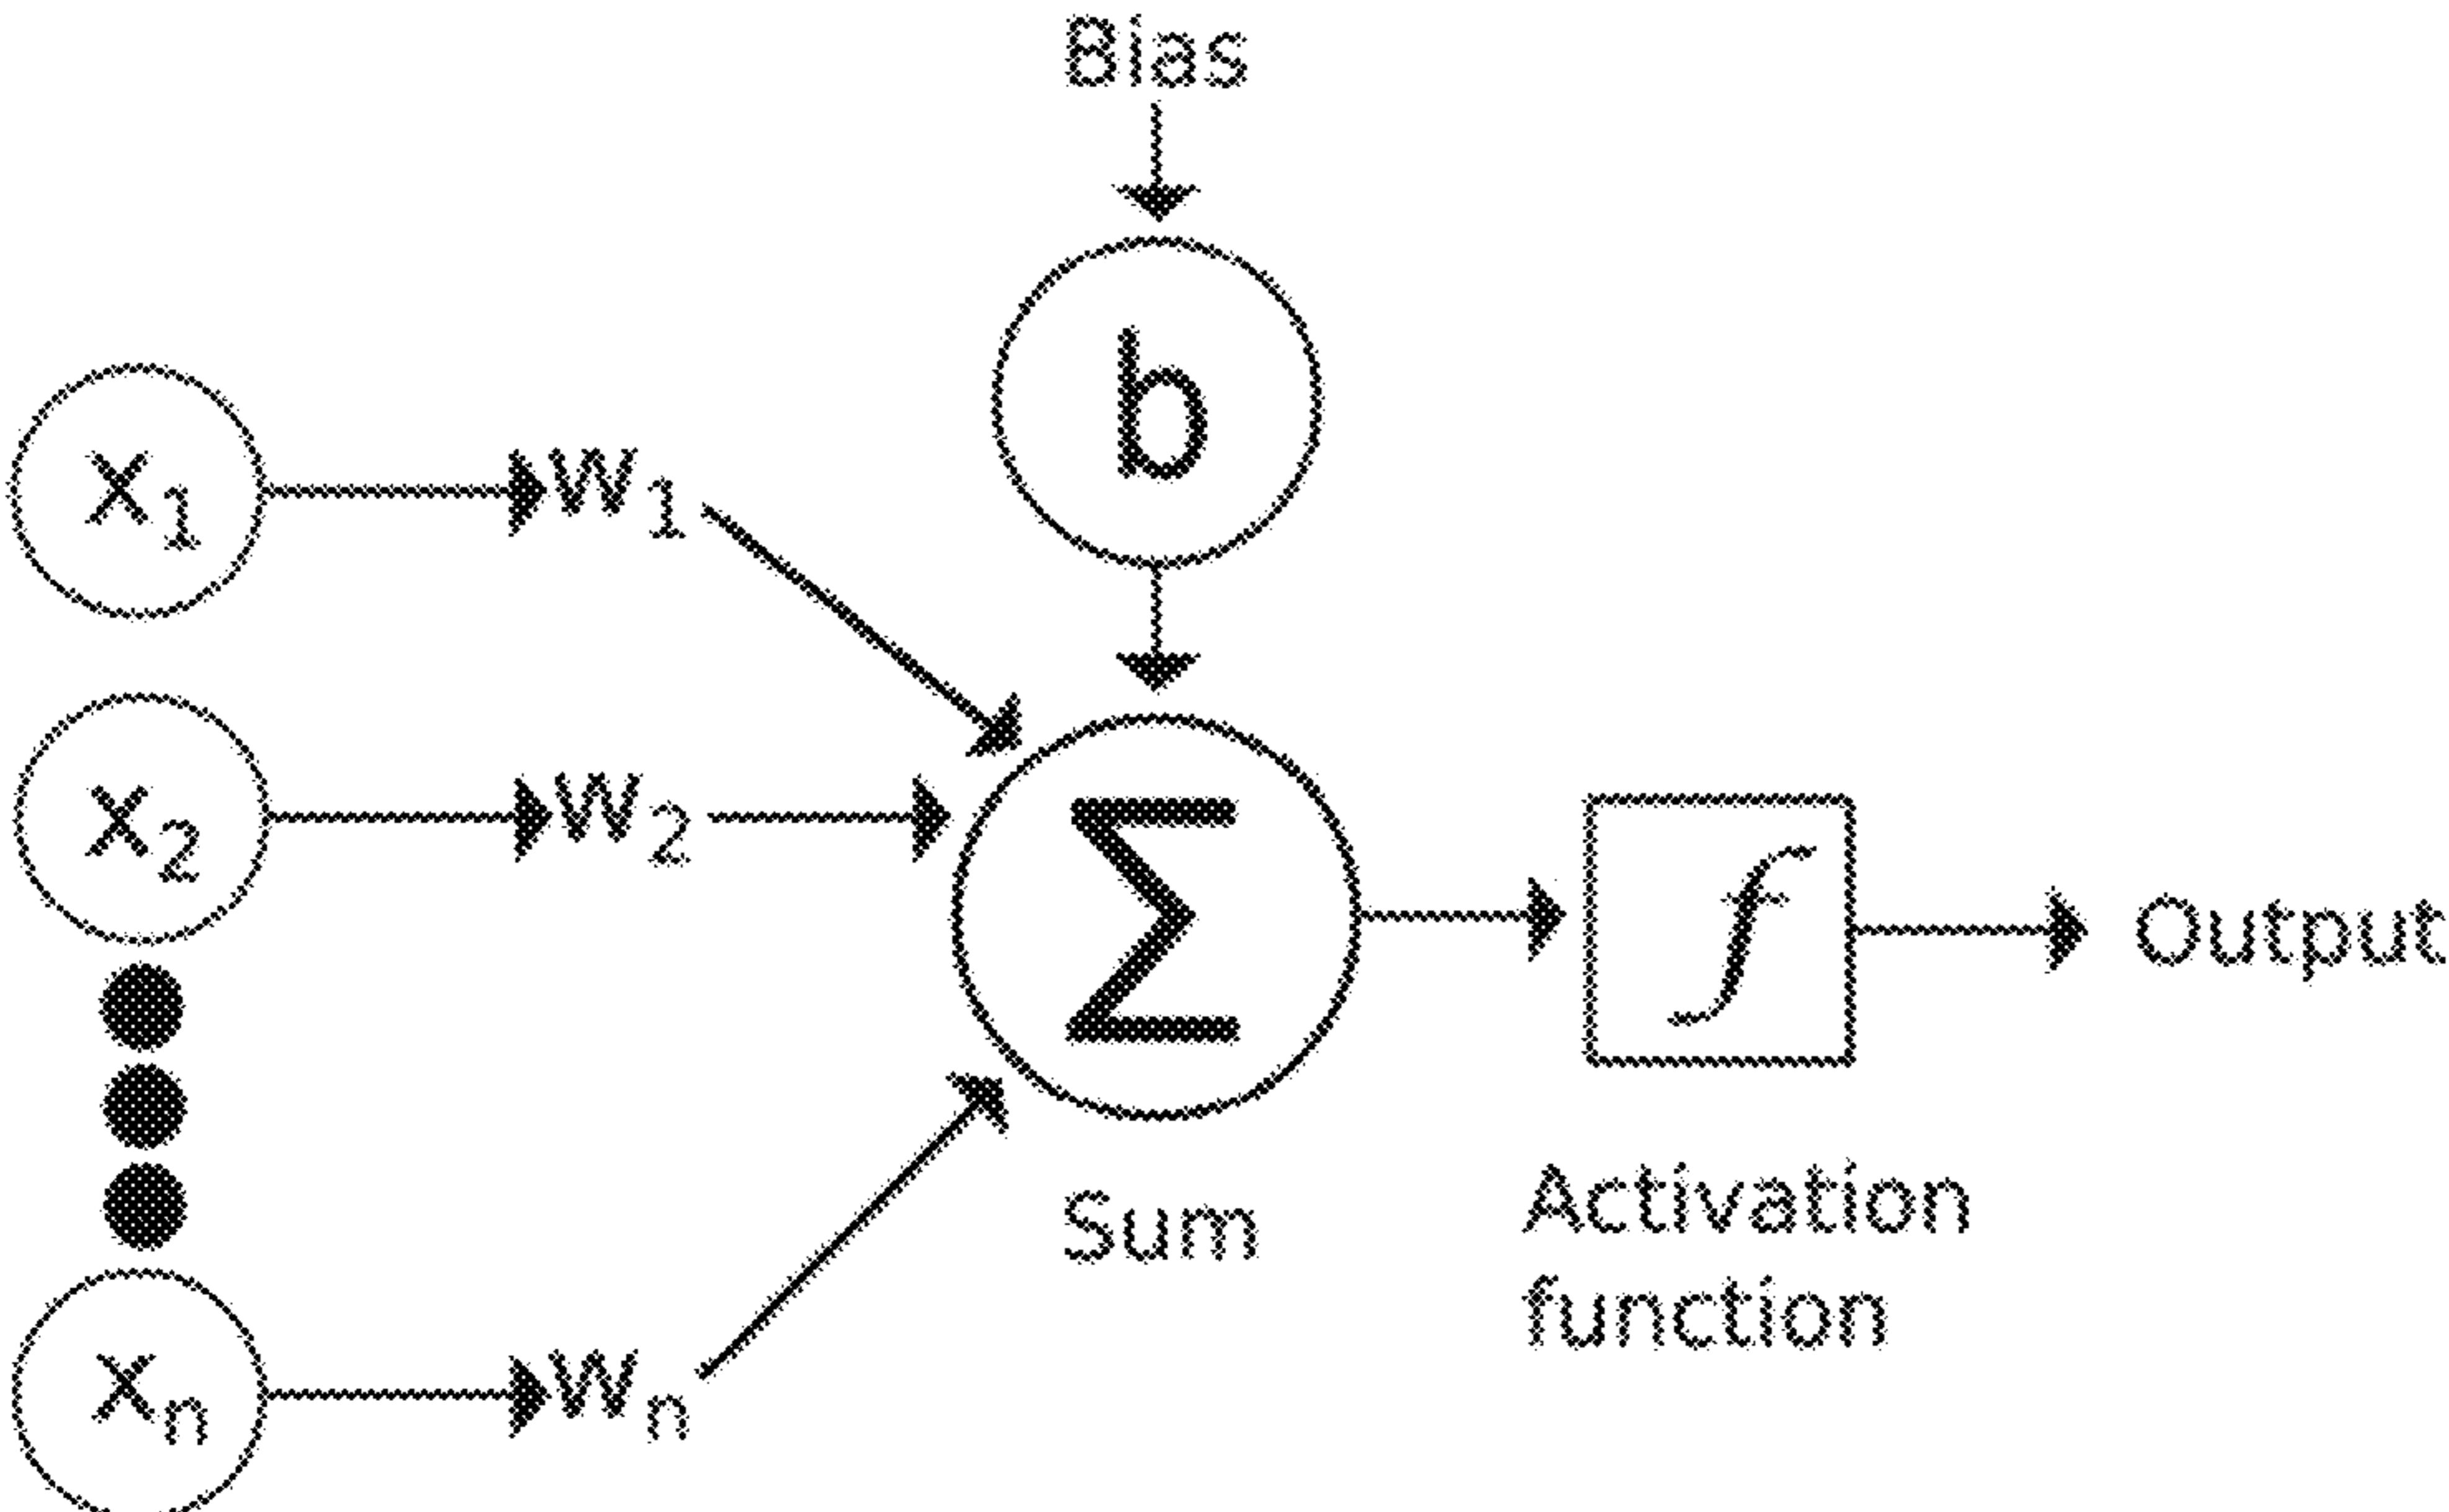 Bias
b
x1
w1
x2
w2
Σ
f
output
Sum
Activation
function
xn
wn